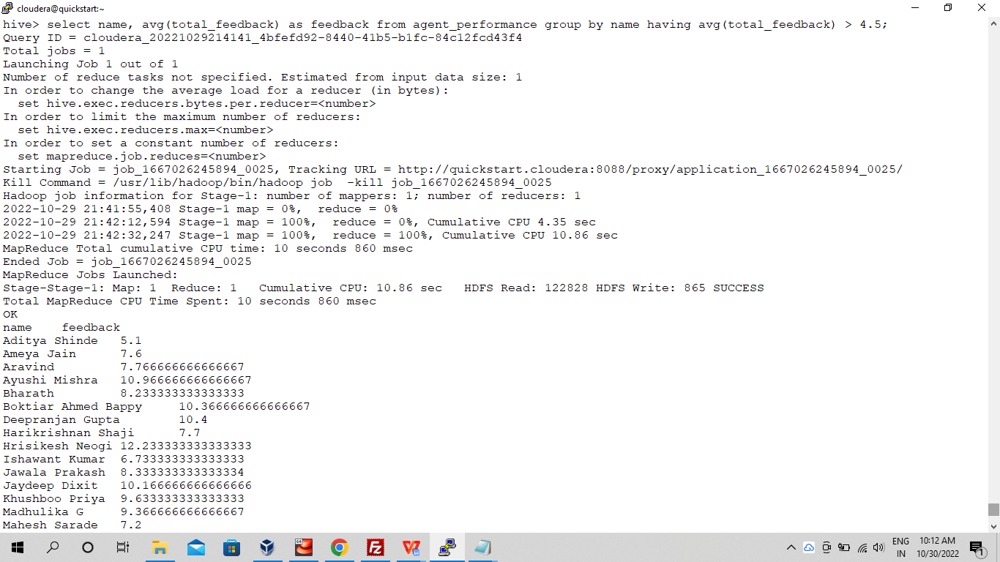 cloudera@quickstart:~
hive> select name, avg(total_feedback) as feedback from agent_performance group by name having avg(total_feedback) > 4.5;
Query ID = cloudera_20221029214141_4bfefd92-8440-41b5-b1fc-84c12fcd43f4
Total jobs = 1
Launching Job 1 out of 1
Number of reduce tasks not specified. Estimated from input data size: 1
In order to change the average load for a reducer (in bytes):
  set hive.exec.reducers.bytes.per.reducer=<number>
In order to limit the maximum number of reducers:
  set hive.exec.reducers.max=<number>
In order to set a constant number of reducers:
  set mapreduce.job.reduces=<number>
Starting Job = job_1667026245894_0025, Tracking URL = http://quickstart.cloudera:8088/proxy/application_1667026245894_0025/
Kill Command = /usr/lib/hadoop/bin/hadoop job  -kill job_1667026245894_0025
Hadoop job information for Stage-1: number of mappers: 1; number of reducers: 1
2022-10-29 21:41:55,408 Stage-1 map = 0%,  reduce = 0%
2022-10-29 21:42:12,594 Stage-1 map = 100%,  reduce = 0%, Cumulative CPU 4.35 sec
2022-10-29 21:42:32,247 Stage-1 map = 100%,  reduce = 100%, Cumulative CPU 10.86 sec
MapReduce Total cumulative CPU time: 10 seconds 860 msec
Ended Job = job_1667026245894_0025
MapReduce Jobs Launched:
Stage-Stage-1: Map: 1  Reduce: 1   Cumulative CPU: 10.86 sec   HDFS Read: 122828 HDFS Write: 865 SUCCESS
Total MapReduce CPU Time Spent: 10 seconds 860 msec
OK
name    feedback
Aditya Shinde   5.1
Ameya Jain      7.6
Aravind         7.766666666666667
Ayushi Mishra   10.966666666666667
Bharath         8.233333333333333
Boktiar Ahmed Bappy     10.366666666666667
Deepranjan Gupta        10.4
Harikrishnan Shaji      7.7
Hrisikesh Neogi 12.233333333333333
Ishawant Kumar  6.733333333333333
Jawala Prakash  8.333333333333334
Jaydeep Dixit   10.166666666666666
Khushboo Priya  9.633333333333333
Madhulika G     9.366666666666667
Mahesh Sarade   7.2
64
ENG
IN
10:12 AM
10/30/2022
1